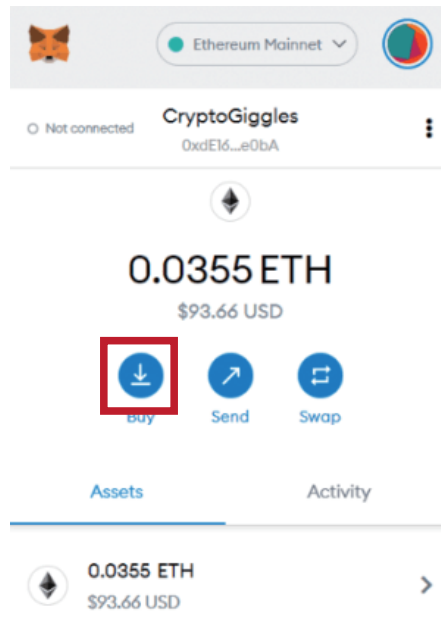 Ethereum Mainnet
Not connected
CryptoGiggles
0xdE16...e0bA
0.0355 ETH
$93.66 USD
Buy
Send
Swap
Assets
Activity
0.0355 ETH
$93.66 USD